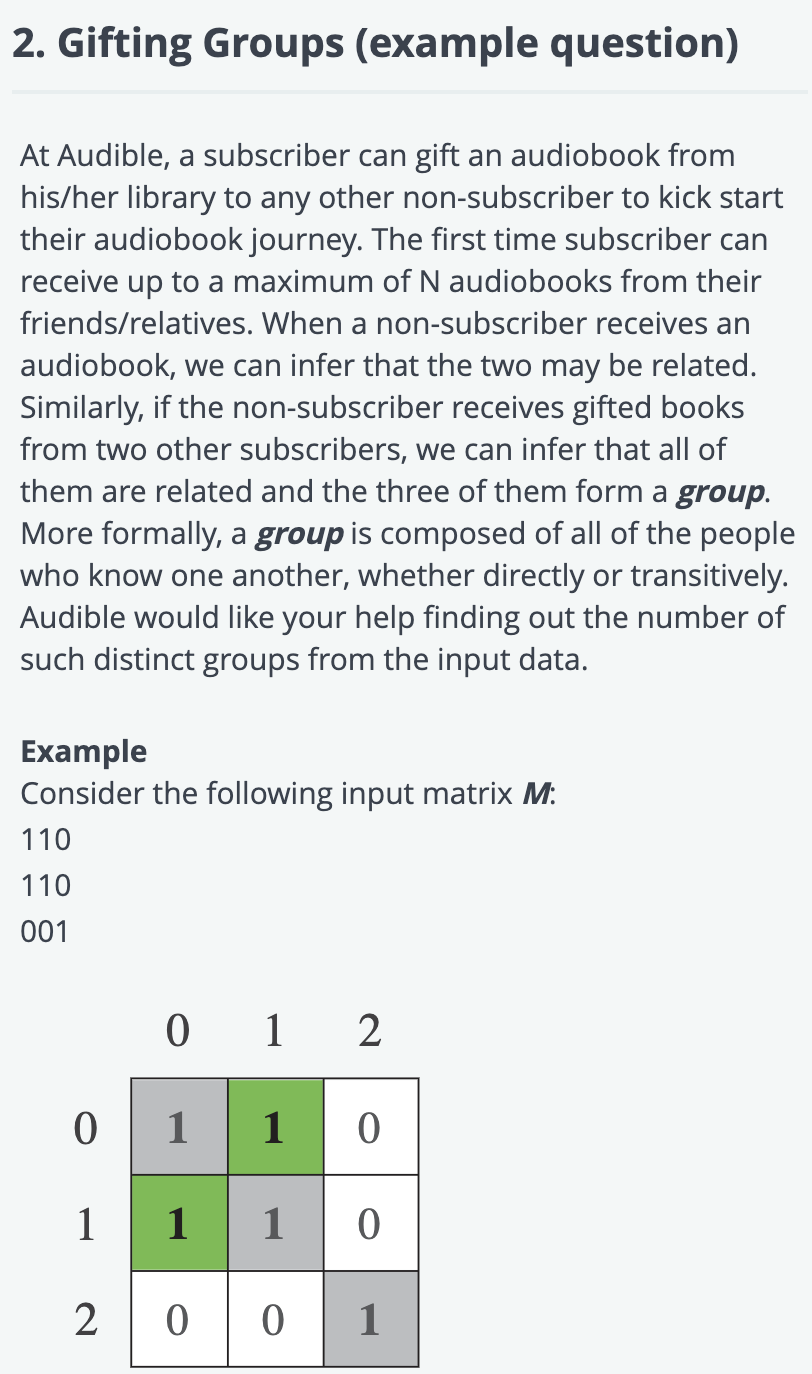 2. Gifting Groups (example question)
At Audible, a subscriber can gift an audiobook from
his/her library to any other non-subscriber to kick start
their audiobook journey. The first time subscriber can
receive up to a maximum of N audiobooks from their
friends/relatives. When a non-subscriber receives an
audiobook, we can infer that the two may be related.
Similarly, if the non-subscriber receives gifted books
from two other subscribers, we can infer that all of
them are related and the three of them form a group.
More formally, a group is composed of all of the people
who know one another, whether directly or transitively.
Audible would like your help finding out the number of
such distinct groups from the input data.
Example
Consider the following input matrix M:
110
110
001
0 1 2
0 1 1 0
1 1 1 0
2 0 0 1